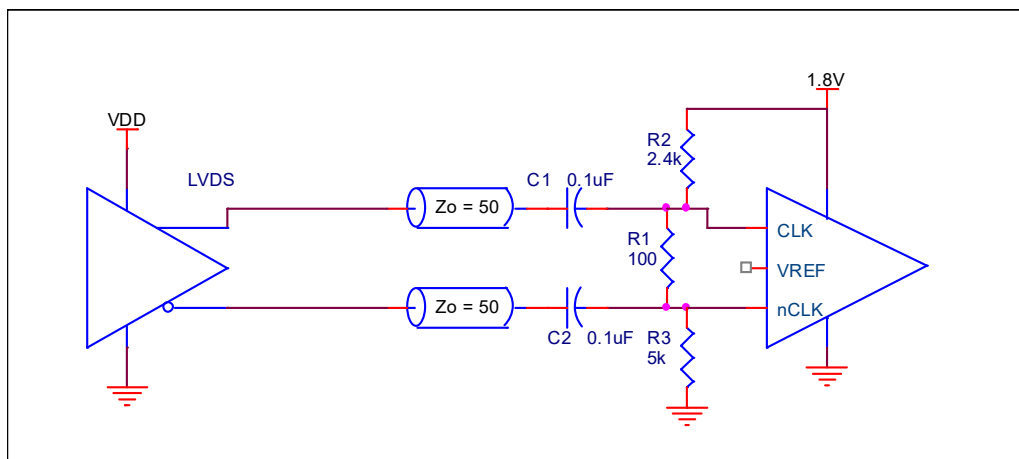 1.8V
VDD
R2
2.4k
LVDS
C1 0.1uF
Zo = 50
CLK
R1
100
VREF
Zo = 50
nCLK
C2 0.1uF
R3
5k